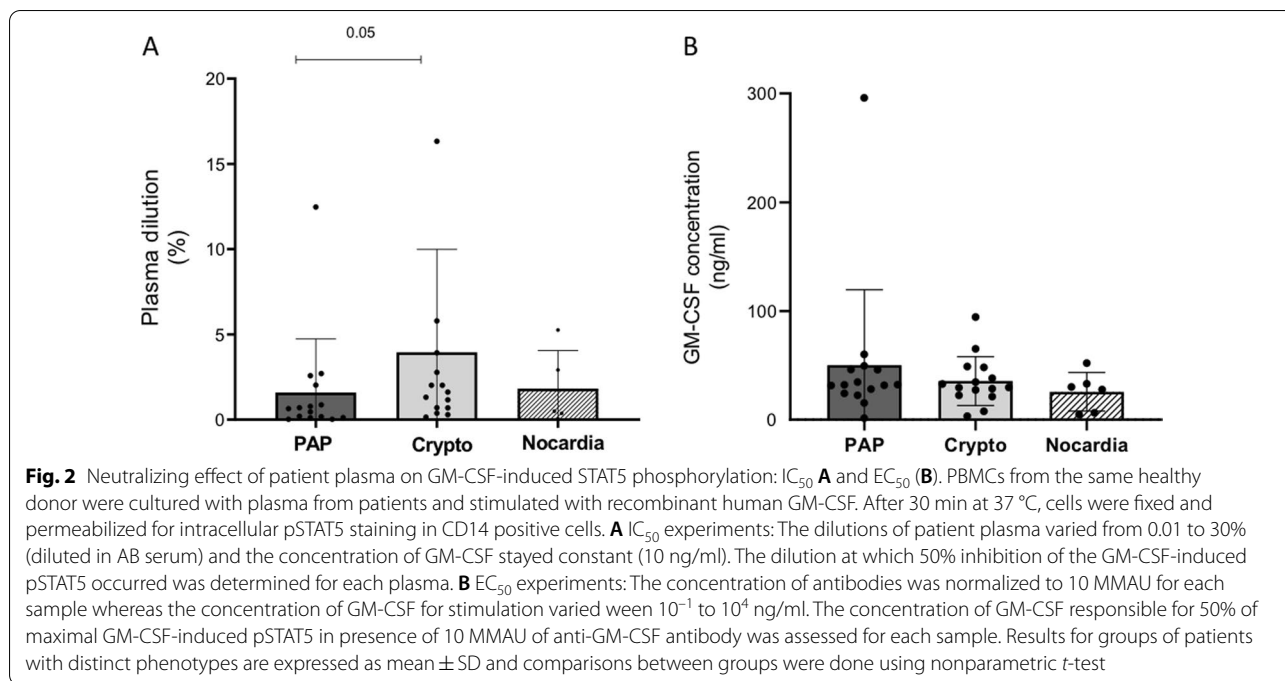 A
0.05
20
15
10
5
0
Plasma dilution
(%)
PAP
Crypto
Nocardia
B
300
200
100
0
GM-CSF concentration
(ng/ml)
PAP
Crypto
Nocardia
Fig. 2 Neutralizing effect of patient plasma on GM-CSF-induced STAT5 phosphorylation: IC50 A and EC50 (B). PBMCs from the same healthy
donor were cultured with plasma from patients and stimulated with recombinant human GM-CSF. After 30 min at 37 °C, cells were fixed and
permeabilized for intracellular pSTAT5 staining in CD14 positive cells. A IC50 experiments: The dilutions of patient plasma varied from 0.01 to 30%
(diluted in AB serum) and the concentration of GM-CSF stayed constant (10 ng/ml). The dilution at which 50% inhibition of the GM-CSF-induced
pSTAT5 occurred was determined for each plasma. B EC50 experiments: The concentration of antibodies was normalized to 10 MMAU for each
sample whereas the concentration of GM-CSF for stimulation varied ween 10⁻¹ to 10⁴ ng/ml. The concentration of GM-CSF responsible for 50% of
maximal GM-CSF-induced pSTAT5 in presence of 10 MMAU of anti-GM-CSF antibody was assessed for each sample. Results for groups of patients
with distinct phenotypes are expressed as mean ± SD and comparisons between groups were done using nonparametric t-test